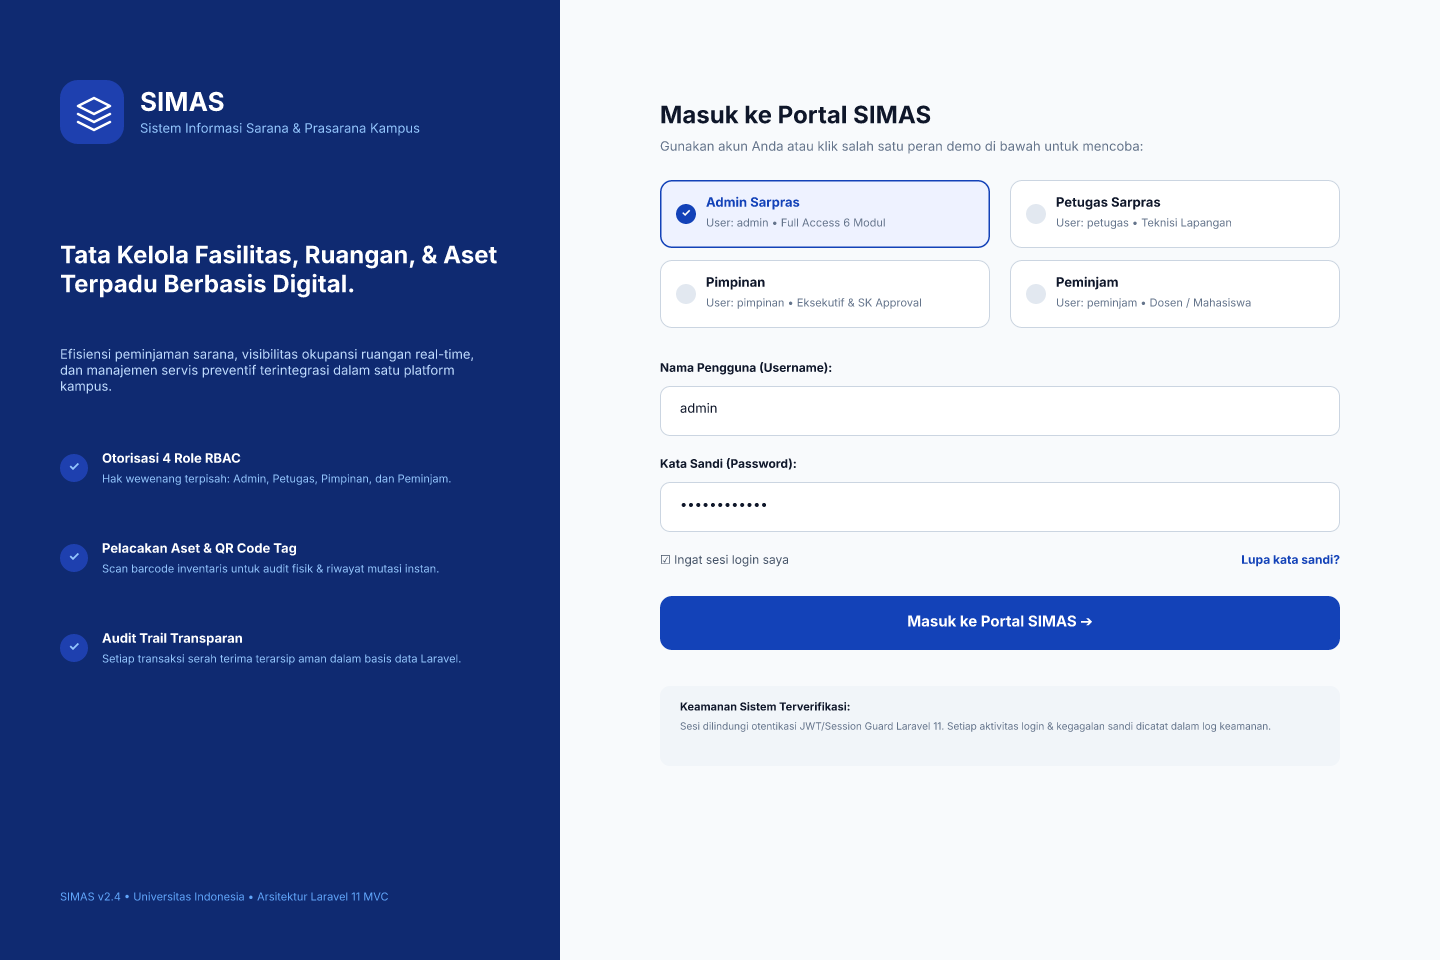 SIMAS
Sistem Informasi Sarana & Prasarana Kampus
Tata Kelola Fasilitas, Ruangan, & Aset
Terpadu Berbasis Digital.
Efisiensi peminjaman sarana, visibilitas okupansi ruangan real-time,
dan manajemen servis preventif terintegrasi dalam satu platform
kampus.
Otorisasi 4 Role RBAC
Hak wewenang terpisah: Admin, Petugas, Pimpinan, dan Peminjam.
Pelacakan Aset & QR Code Tag
Scan barcode inventaris untuk audit fisik & riwayat mutasi instan.
Audit Trail Transparan
Setiap transaksi serah terima terarsip aman dalam basis data Laravel.
SIMAS v2.4 • Universitas Indonesia • Arsitektur Laravel 11 MVC
Masuk ke Portal SIMAS
Gunakan akun Anda atau klik salah satu peran demo di bawah untuk mencoba:
Admin Sarpras
User: admin • Full Access 6 Modul
Petugas Sarpras
User: petugas • Teknisi Lapangan
Pimpinan
User: pimpinan • Eksekutif & SK Approval
Peminjam
User: peminjam • Dosen / Mahasiswa
Nama Pengguna (Username):
admin
Kata Sandi (Password):
••••••••••••
☑ Ingat sesi login saya
Lupa kata sandi?
Masuk ke Portal SIMAS ➔
Keamanan Sistem Terverifikasi:
Sesi dilindungi otentikasi JWT/Session Guard Laravel 11. Setiap aktivitas login & kegagalan sandi dicatat dalam log keamanan.